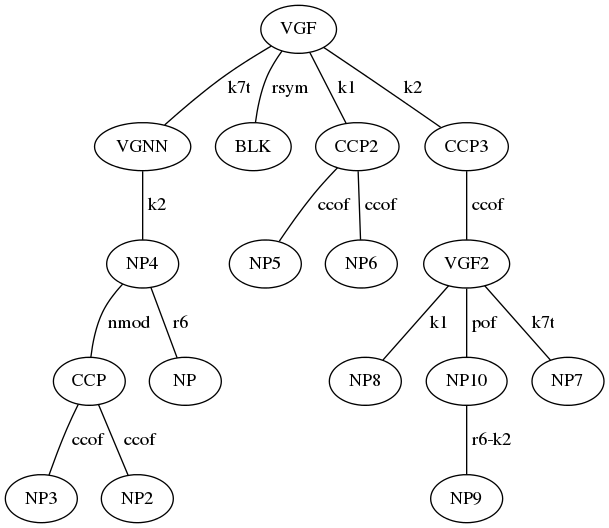 VGF
k7t rsym k1 k2
VGNN BLK CCP2 CCP3
k2 ccof ccof ccof
NP4 NP5 NP6 VGF2
nmod r6 k1 pof k7t
CCP NP NP8 NP10 NP7
ccof ccof r6-k2
NP3 NP2 NP9